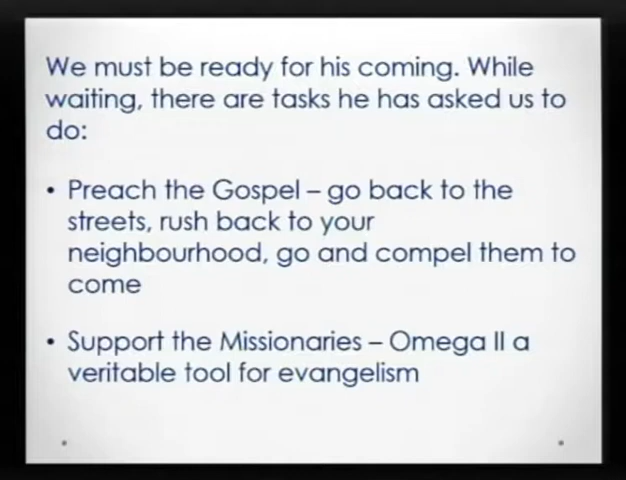 We must be ready for his coming. While
waiting, there are tasks he has asked us to
do:
• Preach the Gospel – go back to the
streets, rush back to your
neighbourhood, go and compel them to
come
• Support the Missionaries – Omega II a
veritable tool for evangelism